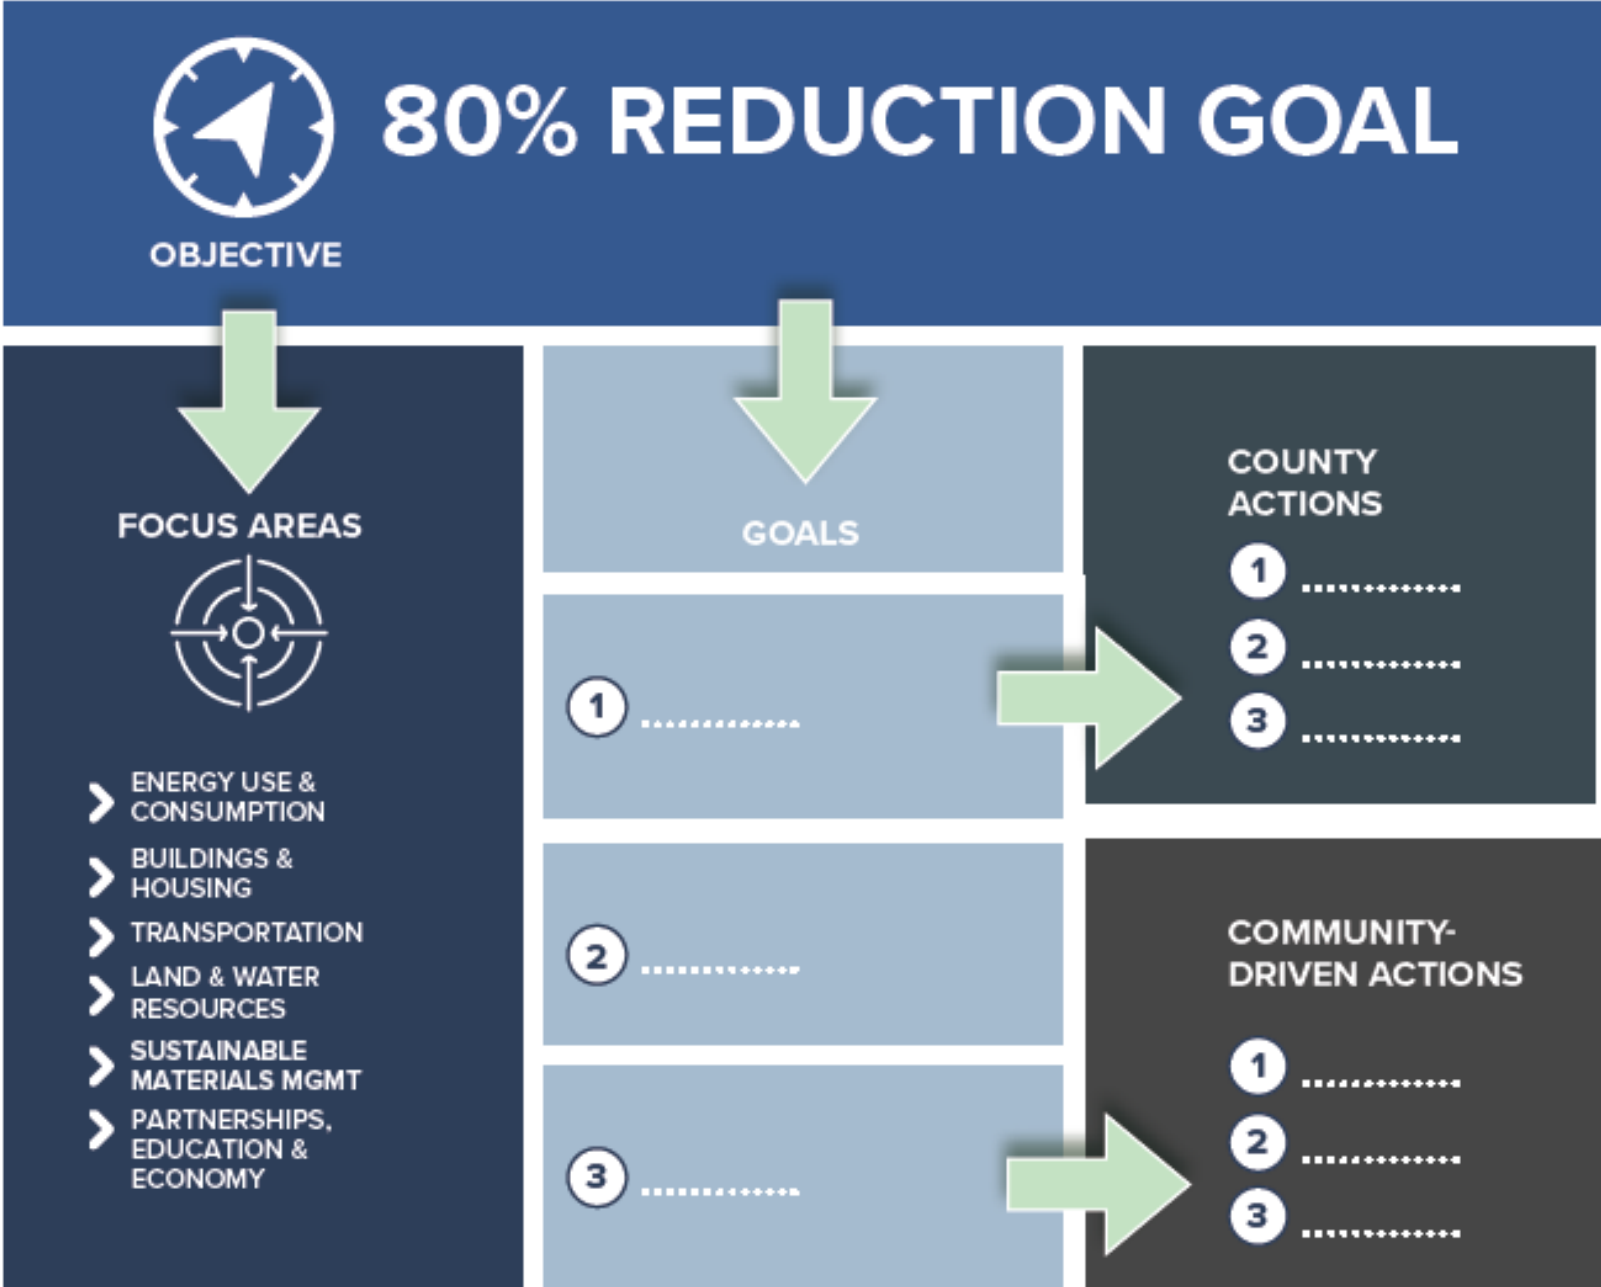 80% REDUCTION GOAL
OBJECTIVE
FOCUS AREAS
ENERGY USE &
CONSUMPTION
BUILDINGS &
HOUSING
TRANSPORTATION
LAND & WATER
RESOURCES
SUSTAINABLE
MATERIALS MGMT
PARTNERSHIPS,
EDUCATION &
ECONOMY
GOALS
1 .............
2 .............
3 .............
COUNTY
ACTIONS
1 .............
2 .............
3 .............
COMMUNITY-
DRIVEN ACTIONS
1 .............
2 .............
3 .............